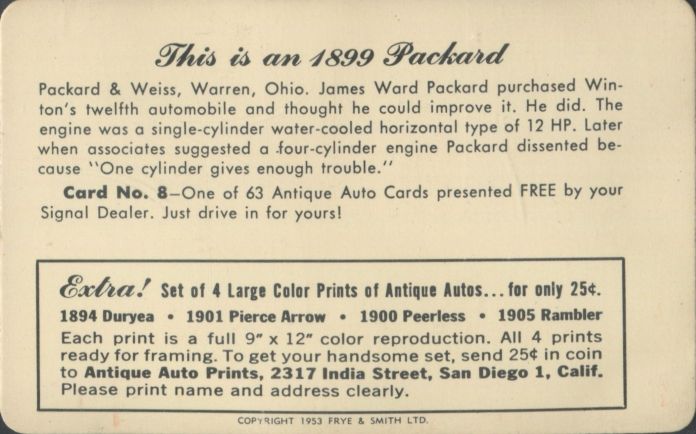 This is an 1899 Packard
Packard & Weiss, Warren, Ohio. James Ward Packard purchased Win-
ton's twelfth automobile and thought he could improve it. He did. The
engine was a single-cylinder water-cooled horizontal type of 12 HP. Later
when associates suggested a four-cylinder engine Packard dissented be-
cause "One cylinder gives enough trouble."
Card No. 8—One of 63 Antique Auto Cards presented FREE by your
Signal Dealer. Just drive in for yours!
Extra! Set of 4 Large Color Prints of Antique Autos...for only 25¢.
1894 Duryea • 1901 Pierce Arrow • 1900 Peerless • 1905 Rambler
Each print is a full 9" x 12" color reproduction. All 4 prints
ready for framing. To get your handsome set, send 25¢ in coin
to Antique Auto Prints, 2317 India Street, San Diego 1, Calif.
Please print name and address clearly.
COPYRIGHT 1953 FRYE & SMITH LTD.